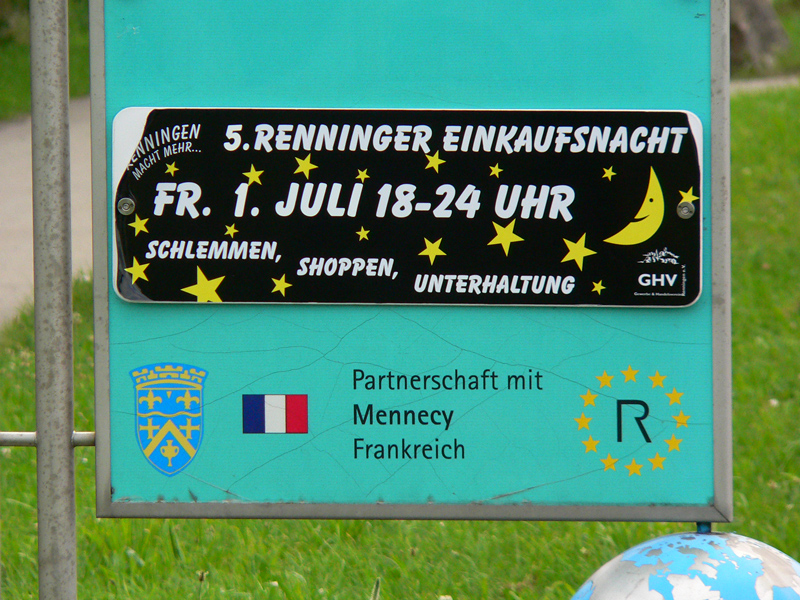 RENNINGEN
MACHT MEHR...
5.RENNINGER EINKAUFSNACHT
FR. 1. JULI 18-24 UHR
SCHLEMMEN,
SHOPPEN,
UNTERHALTUNG
GHV
Partnerschaft mit
Mennecy
Frankreich
R